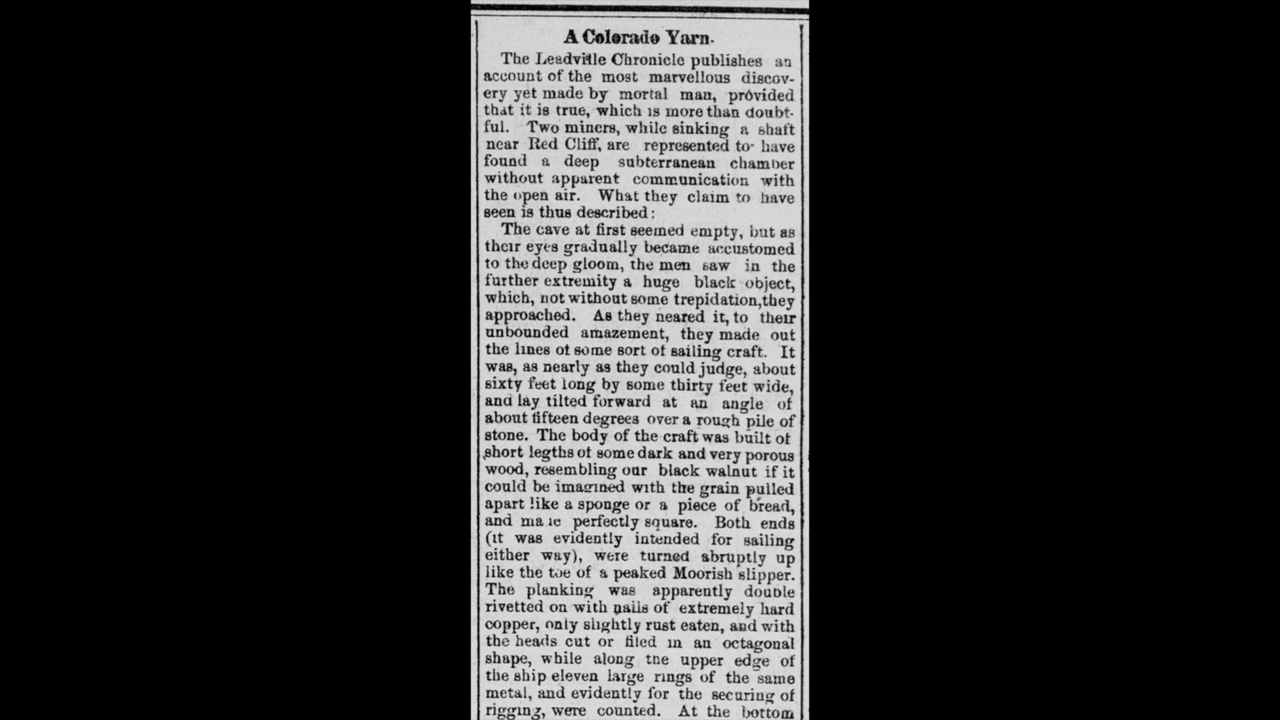 A Colorado Yarn.
The Leadville Chronicle publishes an
account of the most marvellous discov-
ery yet made by mortal man, provided
that it is true, which is more than doubt-
ful. Two miners, while sinking a shaft
near Red Cliff, are represented to have
found a deep subterranean chamber
without apparent communication with
the open air. What they claim to have
seen is thus described:
The cave at first seemed empty, but as
their eyes gradually became accustomed
to the deep gloom, the men saw in the
further extremity a huge black object,
which, not without some trepidation,they
approached. As they neared it, to their
unbounded amazement, they made out
the lines of some sort of sailing craft. It
was, as nearly as they could judge, about
sixty feet long by some thirty feet wide,
and lay tilted forward at an angle of
about fifteen degrees over a rough pile of
stone. The body of the craft was built of
short legths of some dark and very porous
wood, resembling our black walnut if it
could be imagined with the grain pulled
apart like a sponge or a piece of bread,
and made perfectly square. Both ends
(it was evidently intended for sailing
either way), were turned abruptly up
like the toe of a peaked Moorish slipper.
The planking was apparently double
rivetted on with nails of extremely hard
copper, only slightly rust eaten, and with
the heads cut or filed in an octagonal
shape, while along the upper edge of
the ship eleven large rings of the same
metal, and evidently for the securing of
rigging, were counted. At the bottom